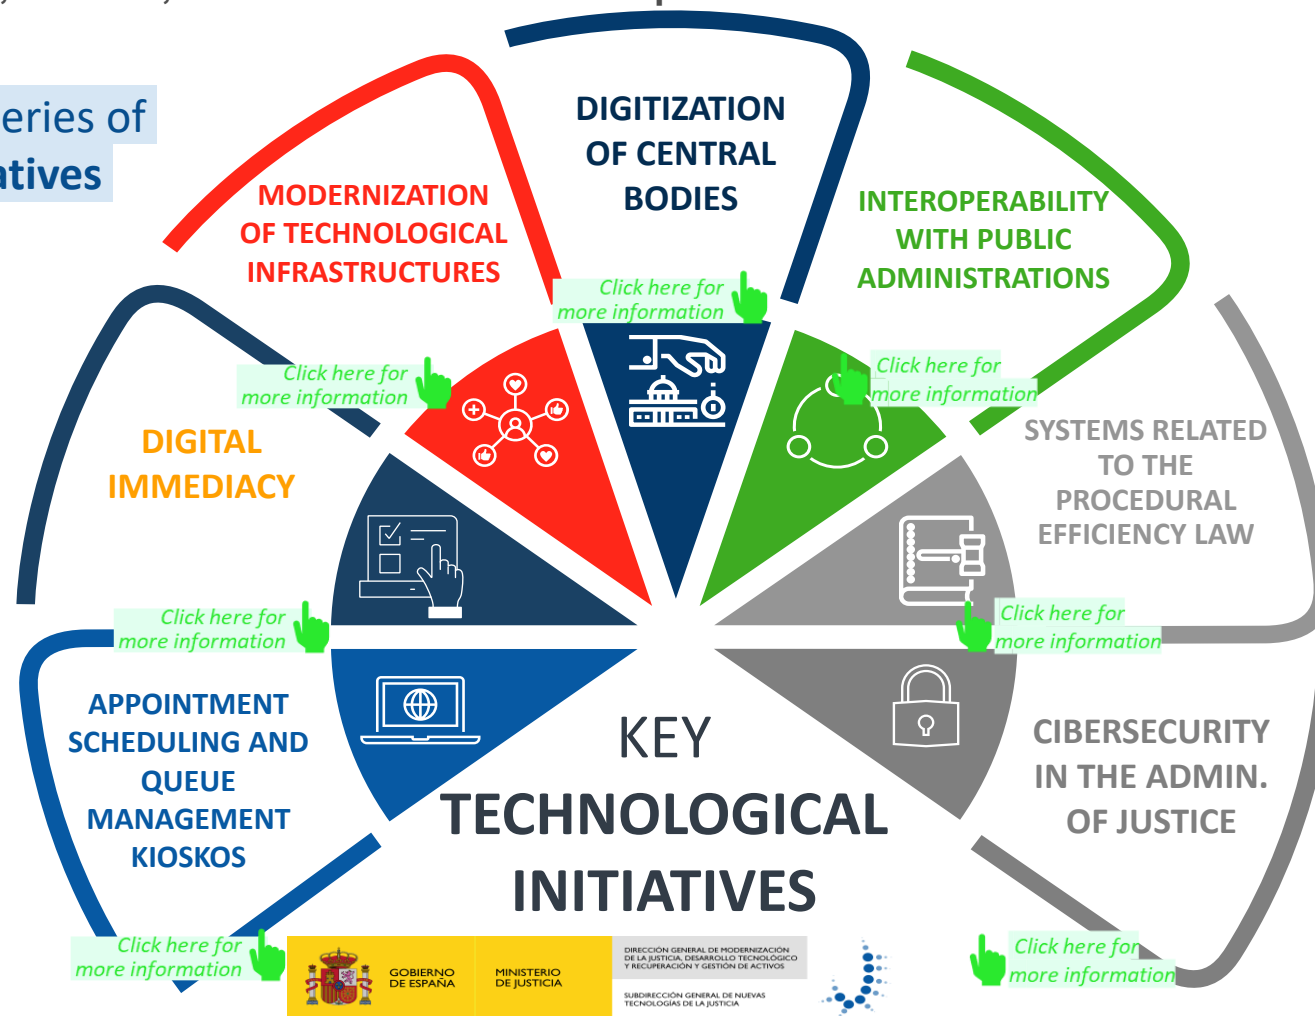 eries of
atives
DIGITIZATION
OF CENTRAL
BODIES
MODERNIZATION
OF TECHNOLOGICAL
INFRASTRUCTURES
INTEROPERABILITY
WITH PUBLIC
ADMINISTRATIONS
Click here for
more information
Click here for
more information
Click here for
more information
DIGITAL
IMMEDIACY
SYSTEMS RELATED
TO THE
PROCEDURAL
EFFICIENCY LAW
Click here for
more information
Click here for
more information
APPOINTMENT
SCHEDULING AND
QUEUE
MANAGEMENT
KIOSKOS
CIBERSECURITY
IN THE ADMIN.
OF JUSTICE
KEY
TECHNOLOGICAL
INITIATIVES
Click here for
more information
Click here for
more information
GOBIERNO
DE ESPAÑA
MINISTERIO
DE JUSTICIA
DIRECCIÓN GENERAL DE MODERNIZACIÓN
DE LA JUSTICIA, DESARROLLO TECNOLÓGICO
Y RECUPERACIÓN Y GESTIÓN DE ACTIVOS
SUBDIRECCIÓN GENERAL DE NUEVAS
TECNOLOGÍAS DE LA JUSTICIA